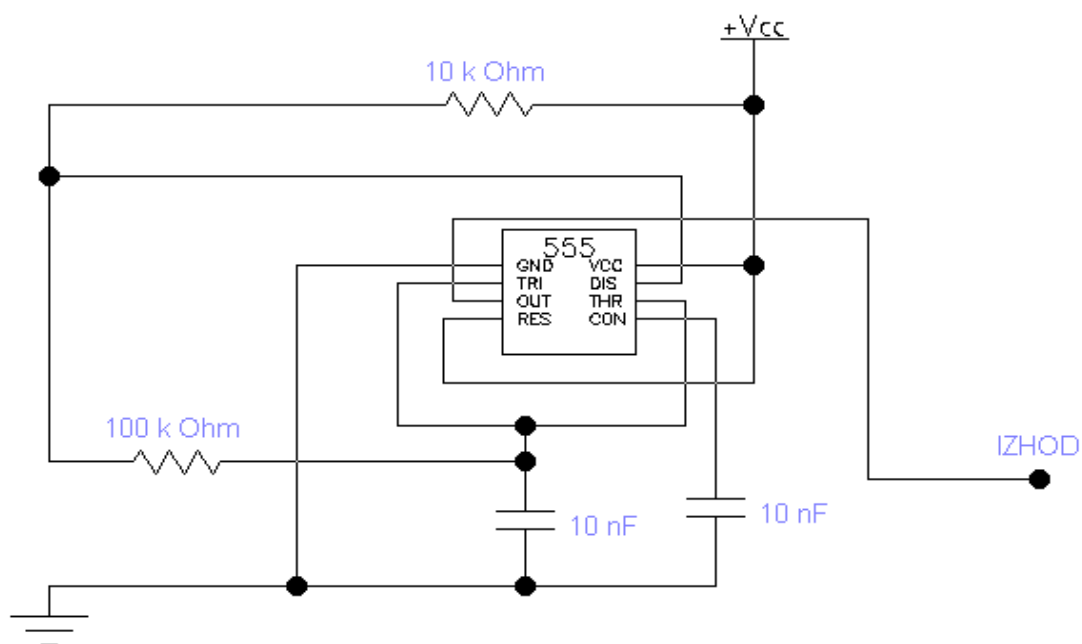 +Vcc
10 k Ohm
555
GND VCC
TRI DIS
OUT THR
RES CON
100 k Ohm
IZHOD
10 nF
10 nF